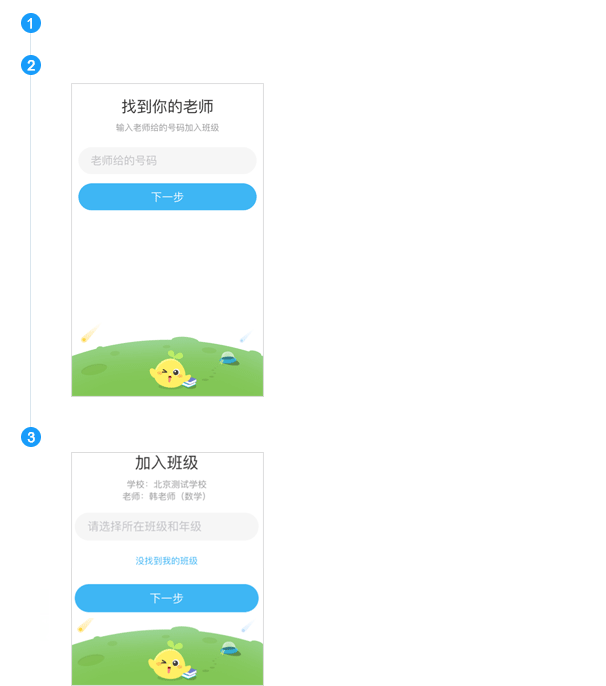 1
2
找到你的老师
输入老师给的号码加入班级
老师给的号码
下一步
3
加入班级
学校：北京测试学校
老师：韩老师（数学）
请选择所在班级和年级
没找到我的班级
下一步